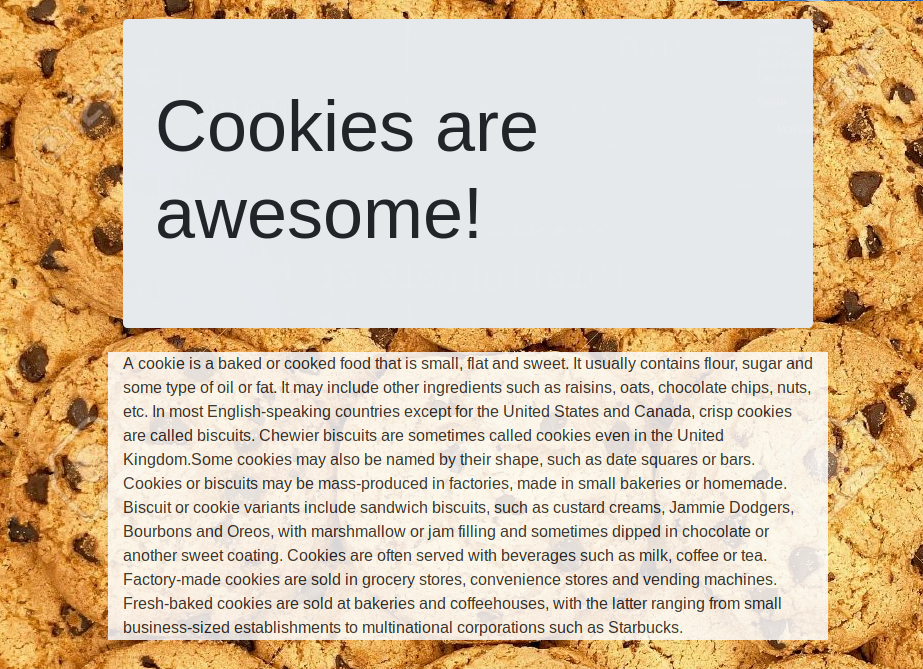 Cookies are
awesome!
A cookie is a baked or cooked food that is small, flat and sweet. It usually contains flour, sugar and
some type of oil or fat. It may include other ingredients such as raisins, oats, chocolate chips, nuts,
etc. In most English-speaking countries except for the United States and Canada, crisp cookies
are called biscuits. Chewier biscuits are sometimes called cookies even in the United
Kingdom.Some cookies may also be named by their shape, such as date squares or bars.
Cookies or biscuits may be mass-produced in factories, made in small bakeries or homemade.
Biscuit or cookie variants include sandwich biscuits, such as custard creams, Jammie Dodgers,
Bourbons and Oreos, with marshmallow or jam filling and sometimes dipped in chocolate or
another sweet coating. Cookies are often served with beverages such as milk, coffee or tea.
Factory-made cookies are sold in grocery stores, convenience stores and vending machines.
Fresh-baked cookies are sold at bakeries and coffeehouses, with the latter ranging from small
business-sized establishments to multinational corporations such as Starbucks.